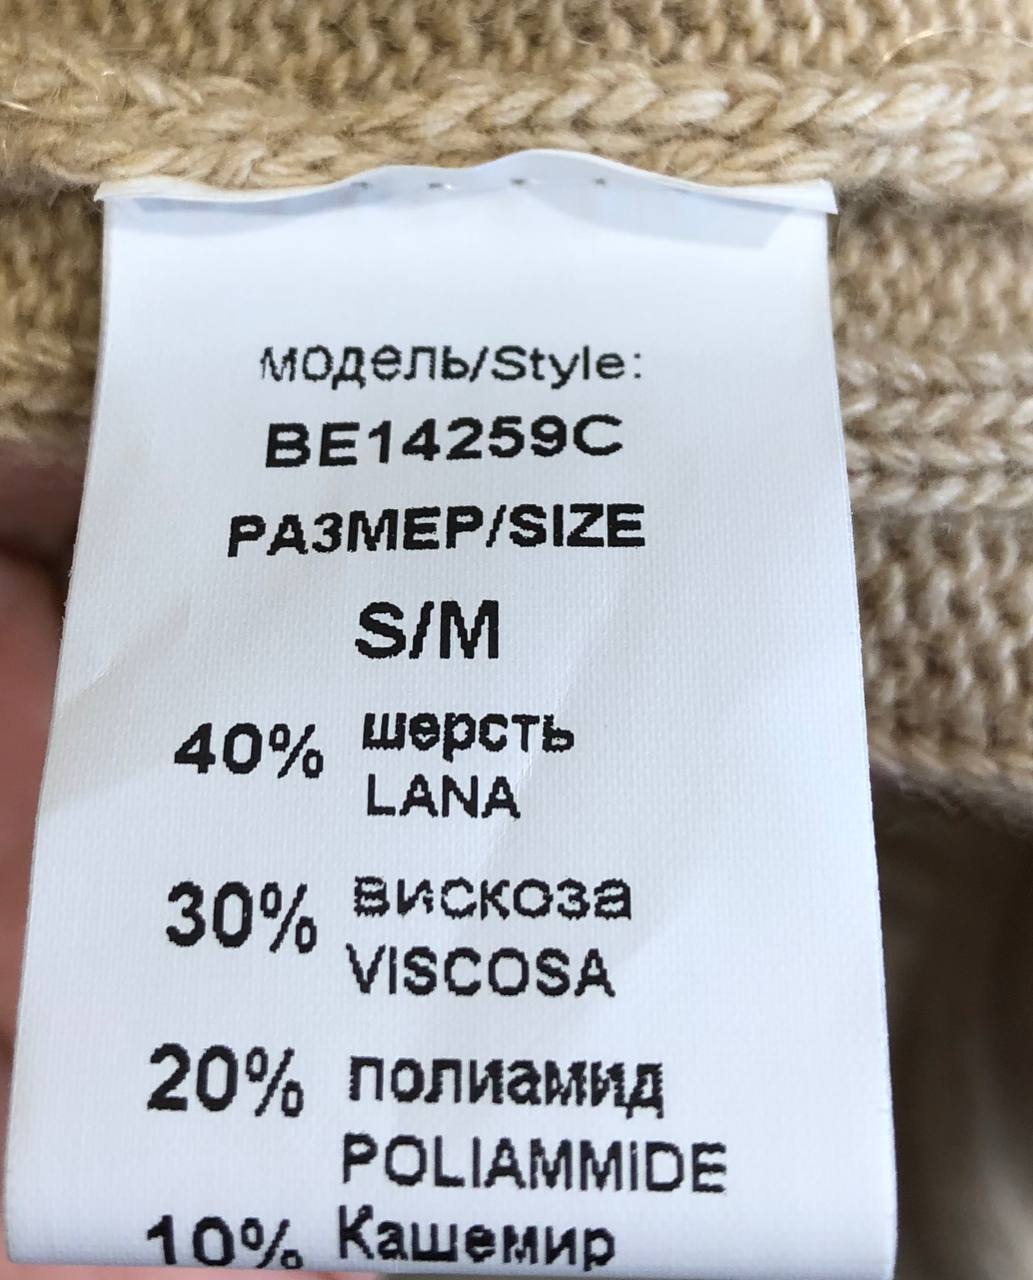 модель/Style:
BE14259C
РАЗМЕР/SIZE
S/M
40% шерсть
LANA
30% вискоза
VISCOSA
20% полиамид
POLIAMMIDE
10% Кашемир